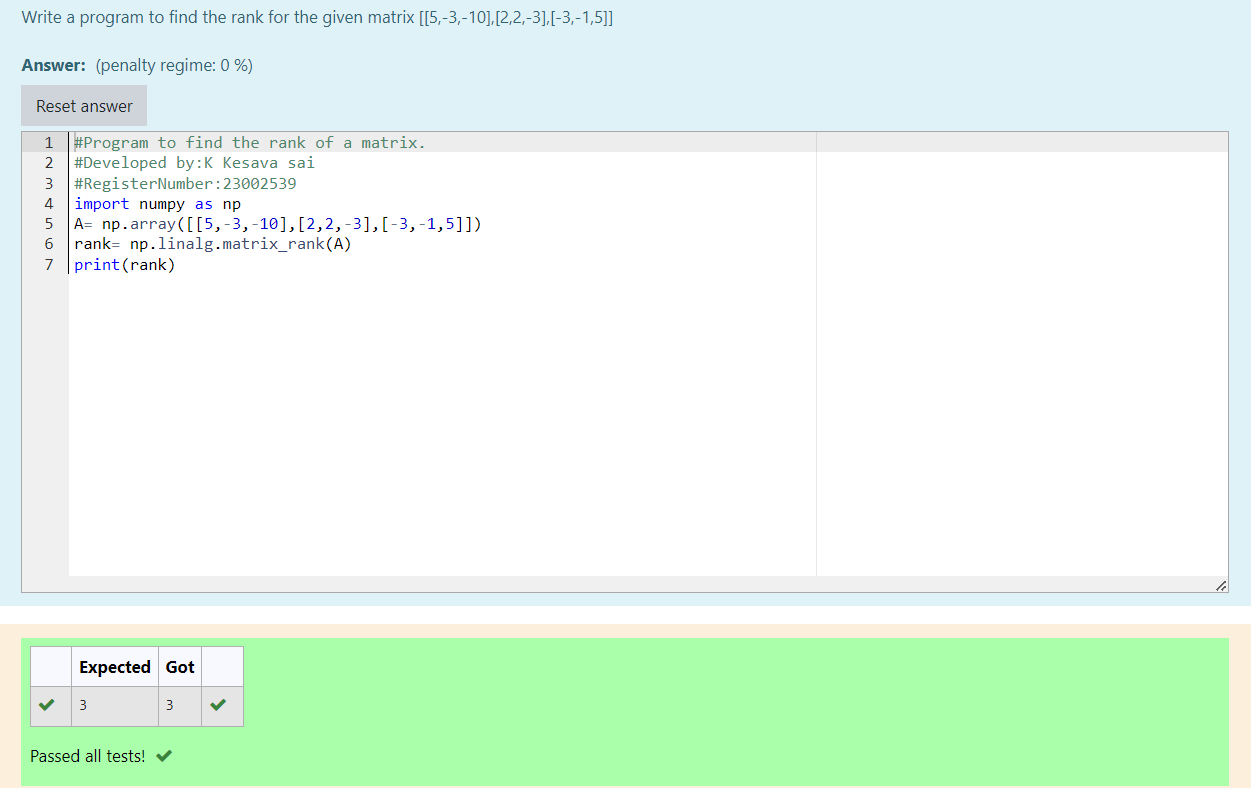 Write a program to find the rank for the given matrix [[5,-3,-10],[2,2,-3],[-3,-1,5]]
Answer: (penalty regime: 0 %)
Reset answer
1 #Program to find the rank of a matrix.
2 #Developed by:K Kesava sai
3 #RegisterNumber:23002539
4 import numpy as np
5 A= np.array([[5,-3,-10],[2,2,-3],[-3,-1,5]])
6 rank= np.linalg.matrix_rank(A)
7 print(rank)
Expected Got
3 3
Passed all tests!